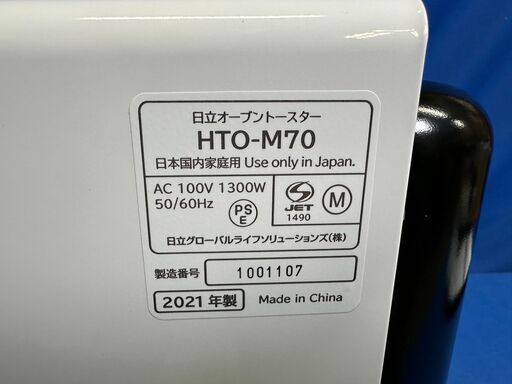 日立オーブントースター
HTO-M70
日本国内家庭用 Use only in Japan.
AC 100V 1300W
50/60Hz
PS
E
S
JET
1490
M
日立グローバルライフソリューションズ(株)
製造番号 1001107
2021 年製 Made in China